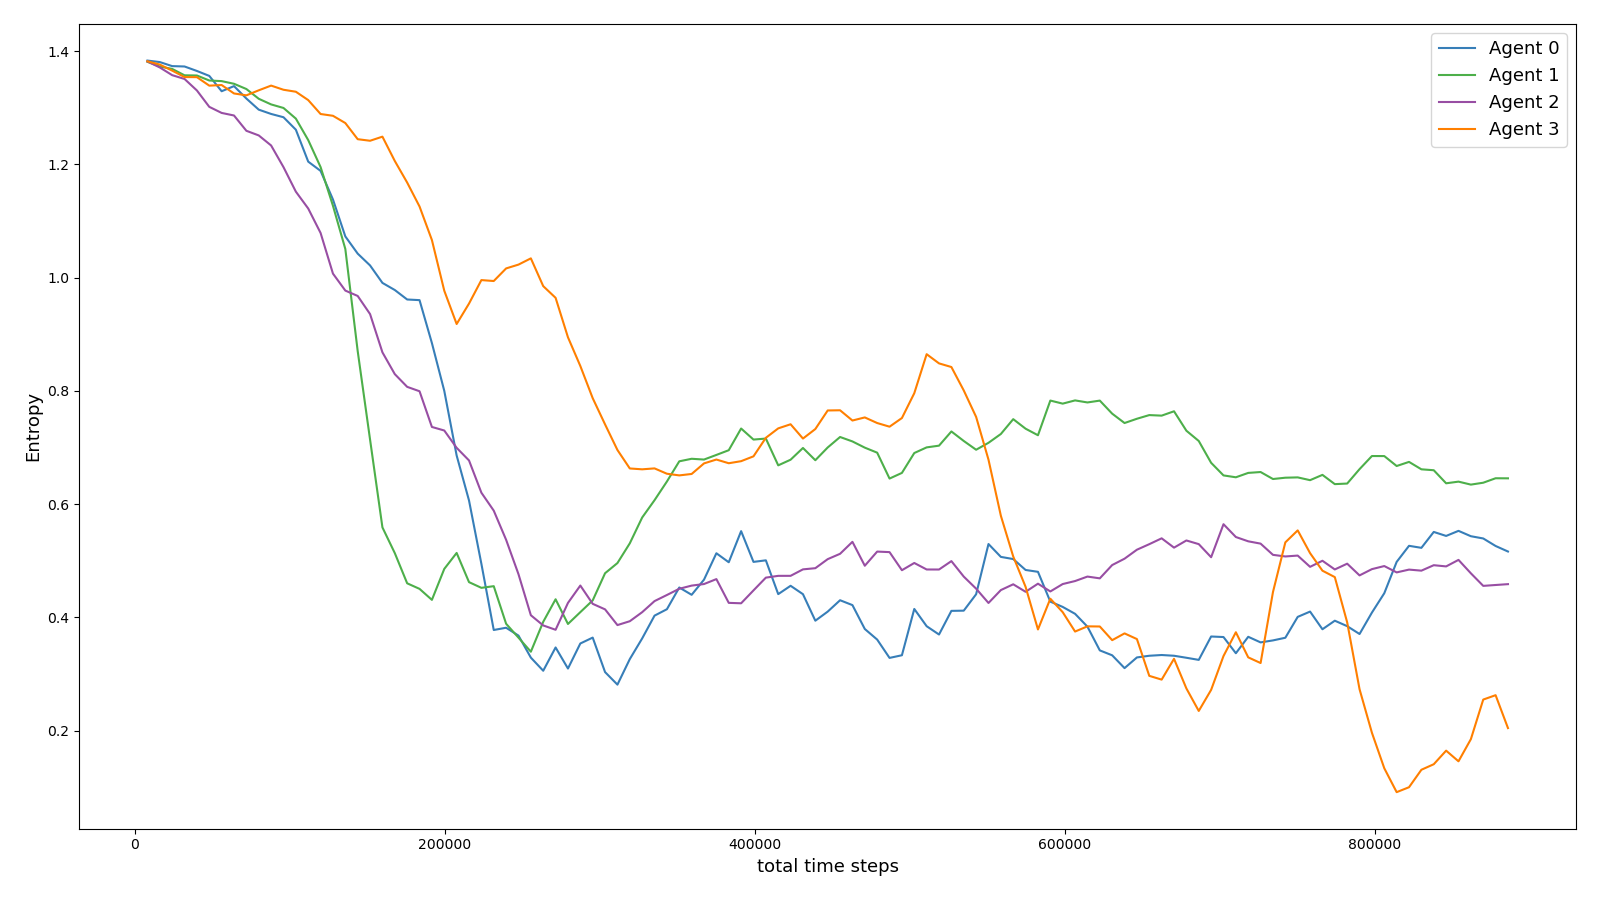 Agent 0
Agent 1
Agent 2
Agent 3
Entropy
1.4
1.2
1.0
0.8
0.6
0.4
0.2
0 200000 400000 600000 800000
total time steps